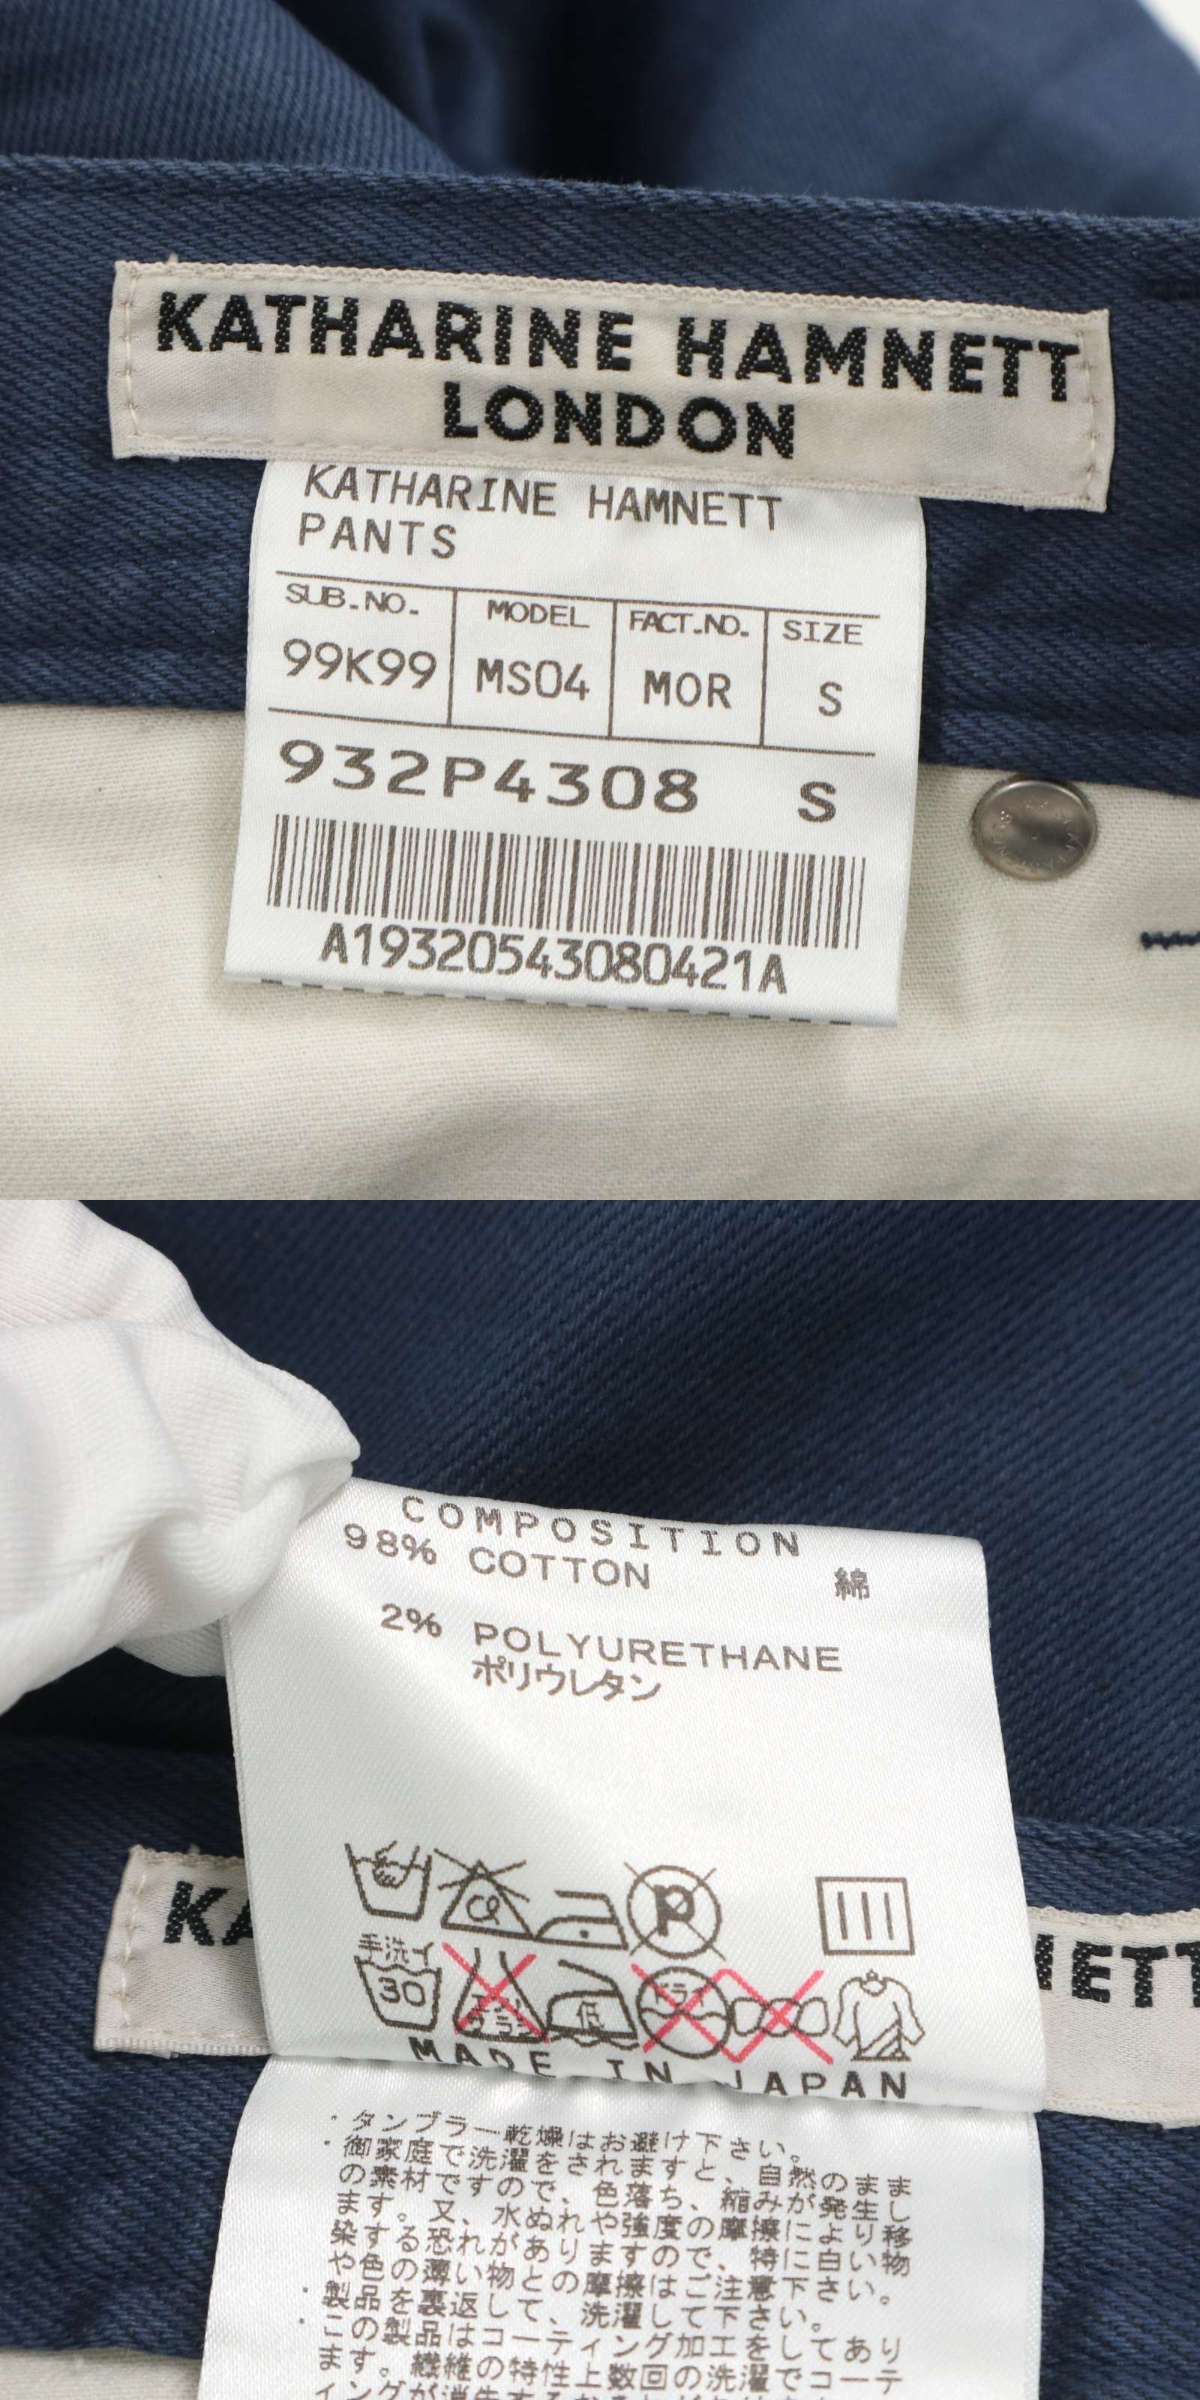 KATHARINE HAMNETT
LONDON
KATHARINE HAMNETT
PANTS
SUB.NO. MODEL FACT.NO. SIZE
99K99 MS04 MOR S
932P4308 S
A19320543080421A
COMPOSITION
98% COTTON 綿
2% POLYURETHANE
ポリウレタン
P
手洗イ
30 低 ドライ
KA NETT
MADE IN JAPAN
・タンブラー乾燥はお避け下さい。
・御家庭で洗濯をされますと、自然のまま
の素材ですので、色落ち、縮みが発生し
ます。又、水ぬれや強度の摩擦により移
染する恐れがありますので、特に白い物
や色の薄い物との摩擦はご注意下さい。
・製品を裏返して、洗濯して下さい。
・この製品はコーティング加工をしてあり
ます。繊維の特性上数回の洗濯でコーテ